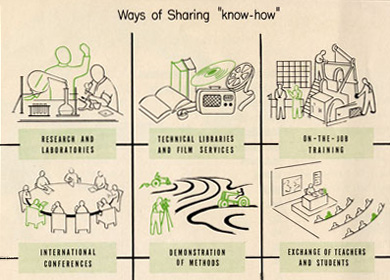 Ways of Sharing "know-how"
RESEARCH AND
LABORATORIES
TECHNICAL LIBRARIES
AND FILM SERVICES
ON-THE-JOB
TRAINING
INTERNATIONAL
CONFERENCES
DEMONSTRATION
OF METHODS
EXCHANGE OF TEACHERS
AND STUDENTS